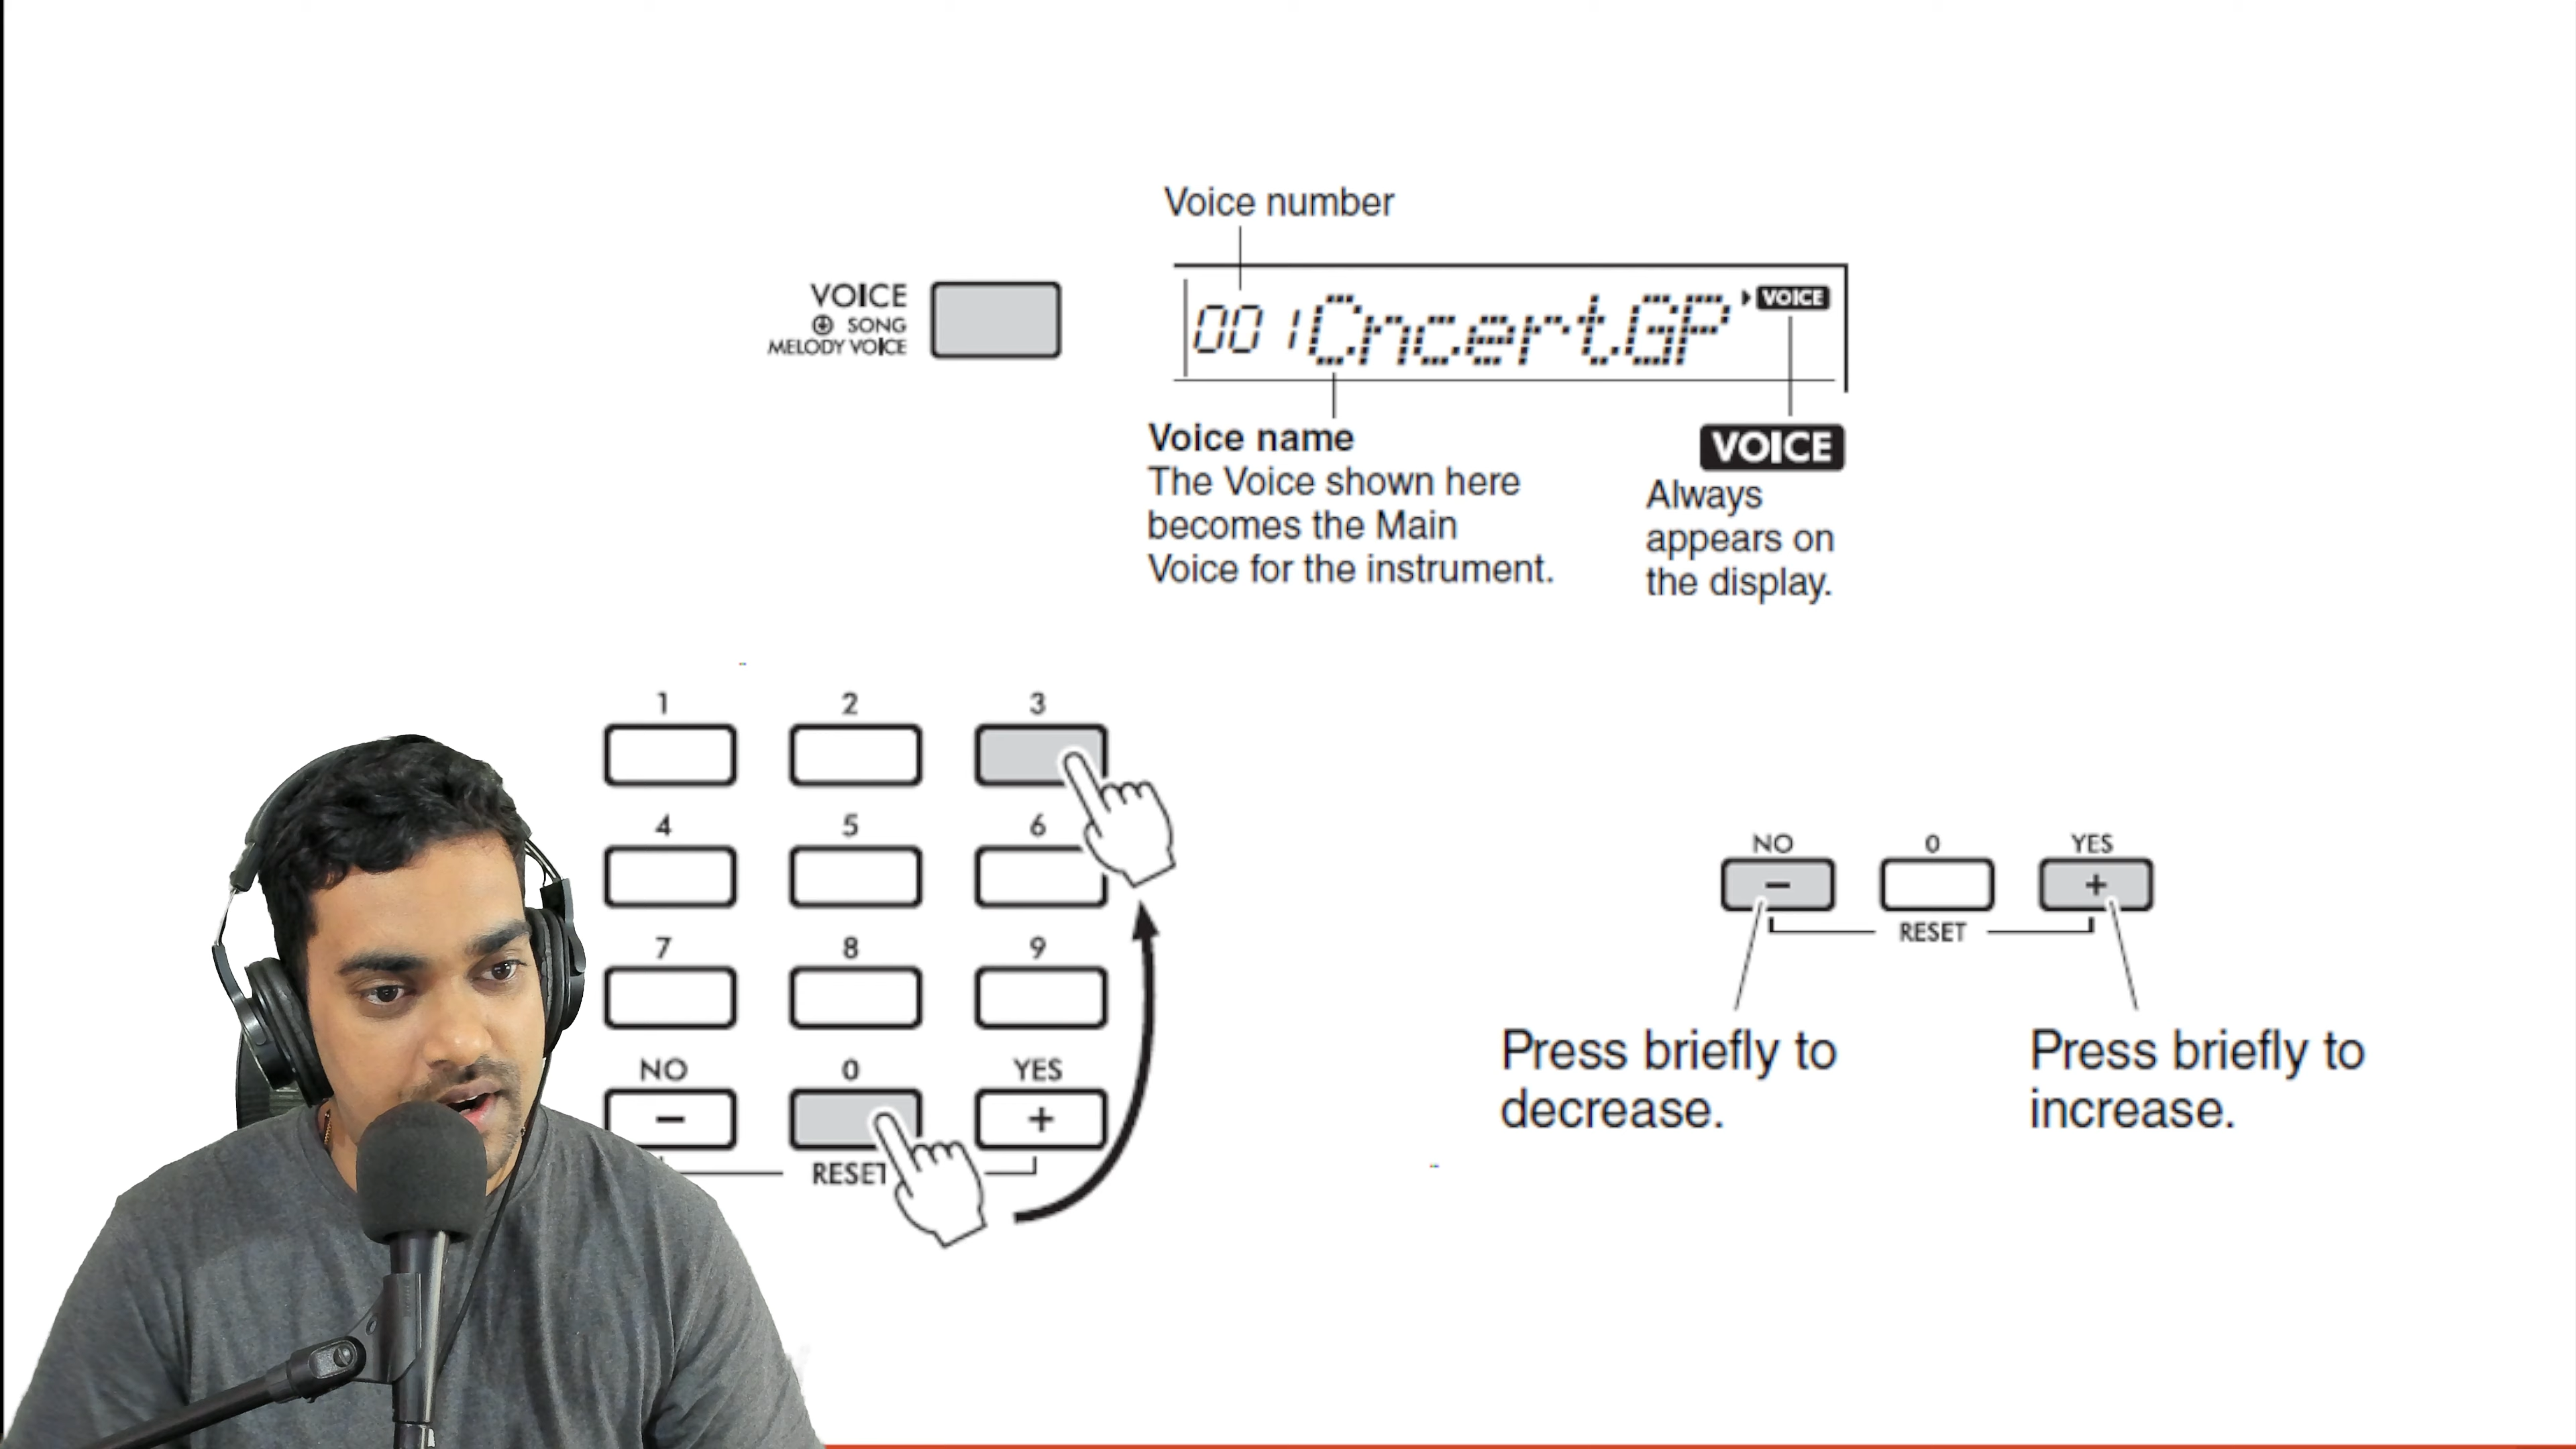 Voice number
VOICE
SONG
MELODY VOICE
001Cncert.GP VOICE
Voice name
The Voice shown here
becomes the Main
Voice for the instrument.
VOICE
Always
appears on
the display.
1 2 3
4 5 6
7 8 9
NO 0 YES
- +
RESET
NO 0 YES
- +
RESET
Press briefly to
decrease.
Press briefly to
increase.